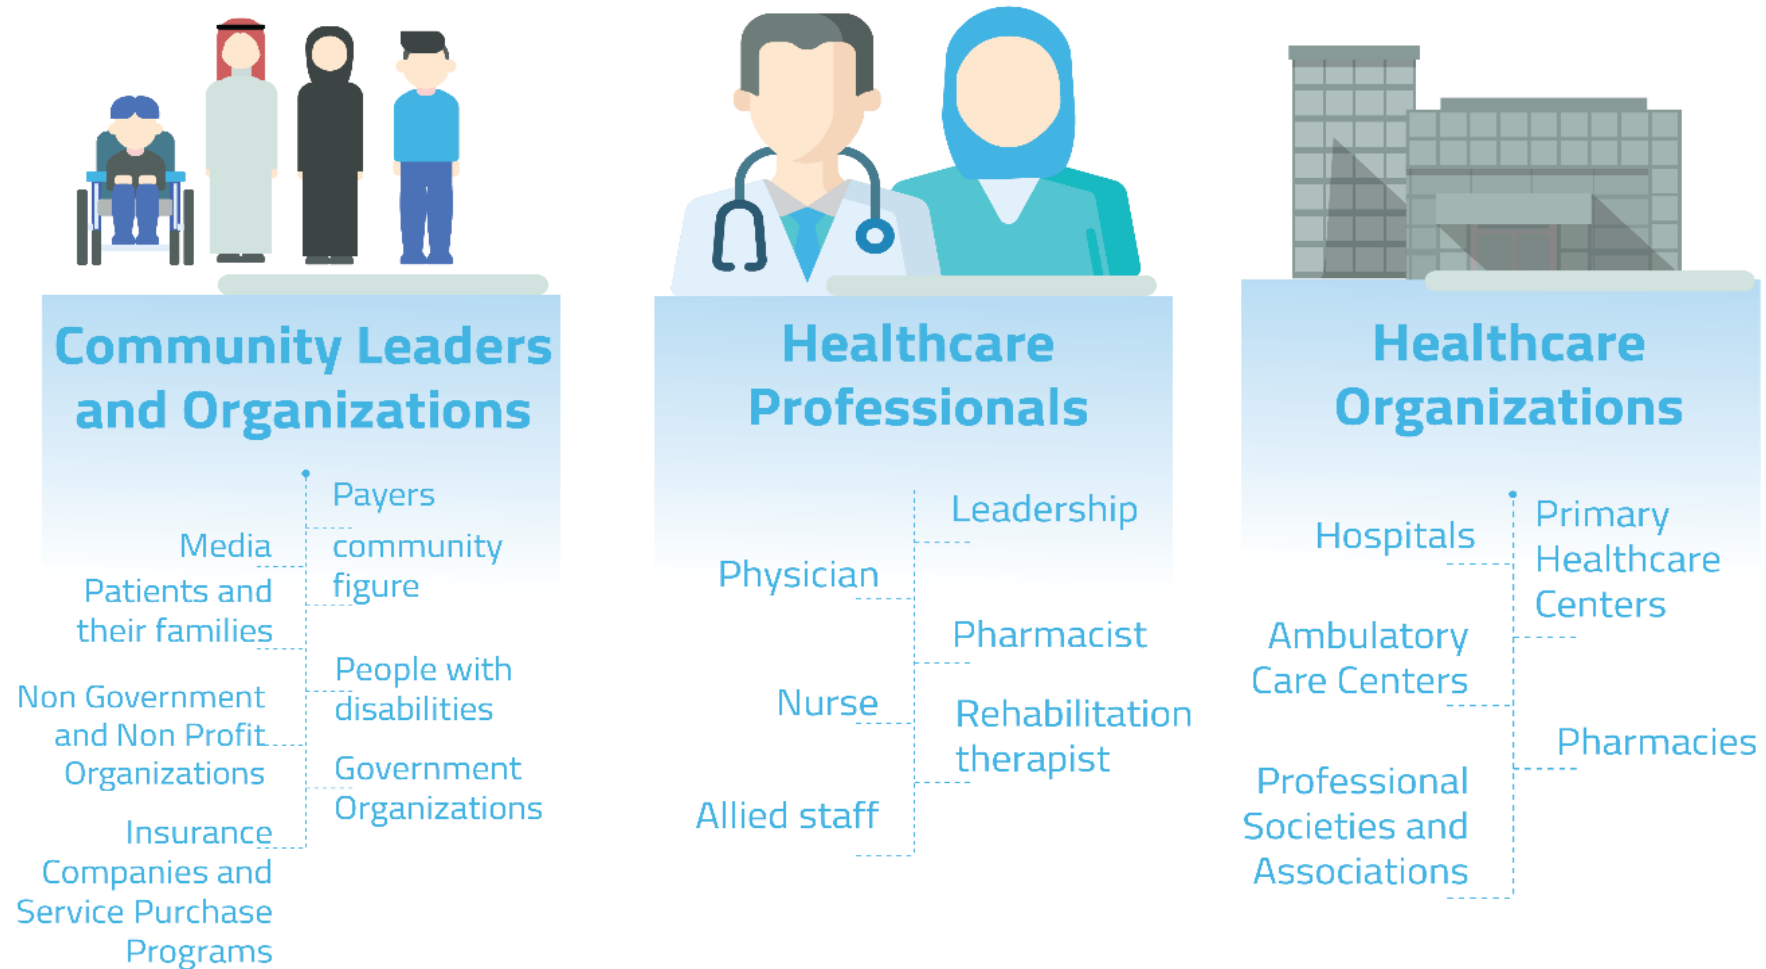 Community Leaders
and Organizations
Payers
Media
community
figure
Patients and
their families
People with
disabilities
Non Government
and Non Profit
Organizations
Government
Organizations
Insurance
Companies and
Service Purchase
Programs
Healthcare
Professionals
Leadership
Physician
Pharmacist
Nurse
Rehabilitation
therapist
Allied staff
Healthcare
Organizations
Primary
Healthcare
Centers
Hospitals
Ambulatory
Care Centers
Pharmacies
Professional
Societies and
Associations